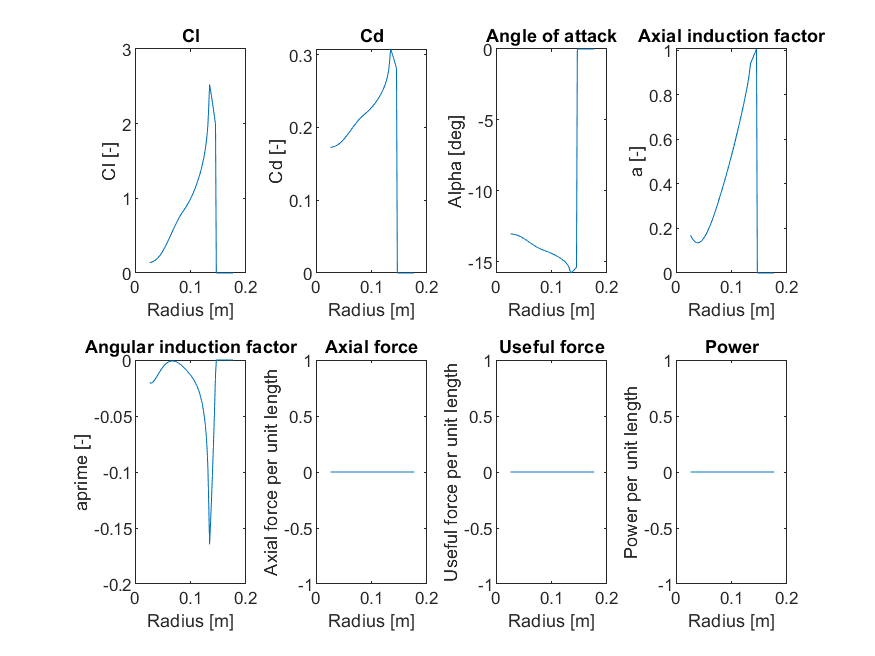 Cl
Cl [-]
3
2
1
0
0 0.1 0.2
Radius [m]
Cd
Cd [-]
0.3
0.2
0.1
0
0 0.1 0.2
Radius [m]
Angle of attack
Alpha [deg]
0
-5
-10
-15
0 0.1 0.2
Radius [m]
Axial induction factor
a [-]
1
0.8
0.6
0.4
0.2
0
0 0.1 0.2
Radius [m]
Angular induction factor
aprime [-]
0
-0.05
-0.1
-0.15
-0.2
0 0.1 0.2
Radius [m]
Axial force
Axial force per unit length
1
0.5
0
-0.5
-1
0 0.1 0.2
Radius [m]
Useful force
Useful force per unit length
1
0.5
0
-0.5
-1
0 0.1 0.2
Radius [m]
Power
Power per unit length
1
0.5
0
-0.5
-1
0 0.1 0.2
Radius [m]